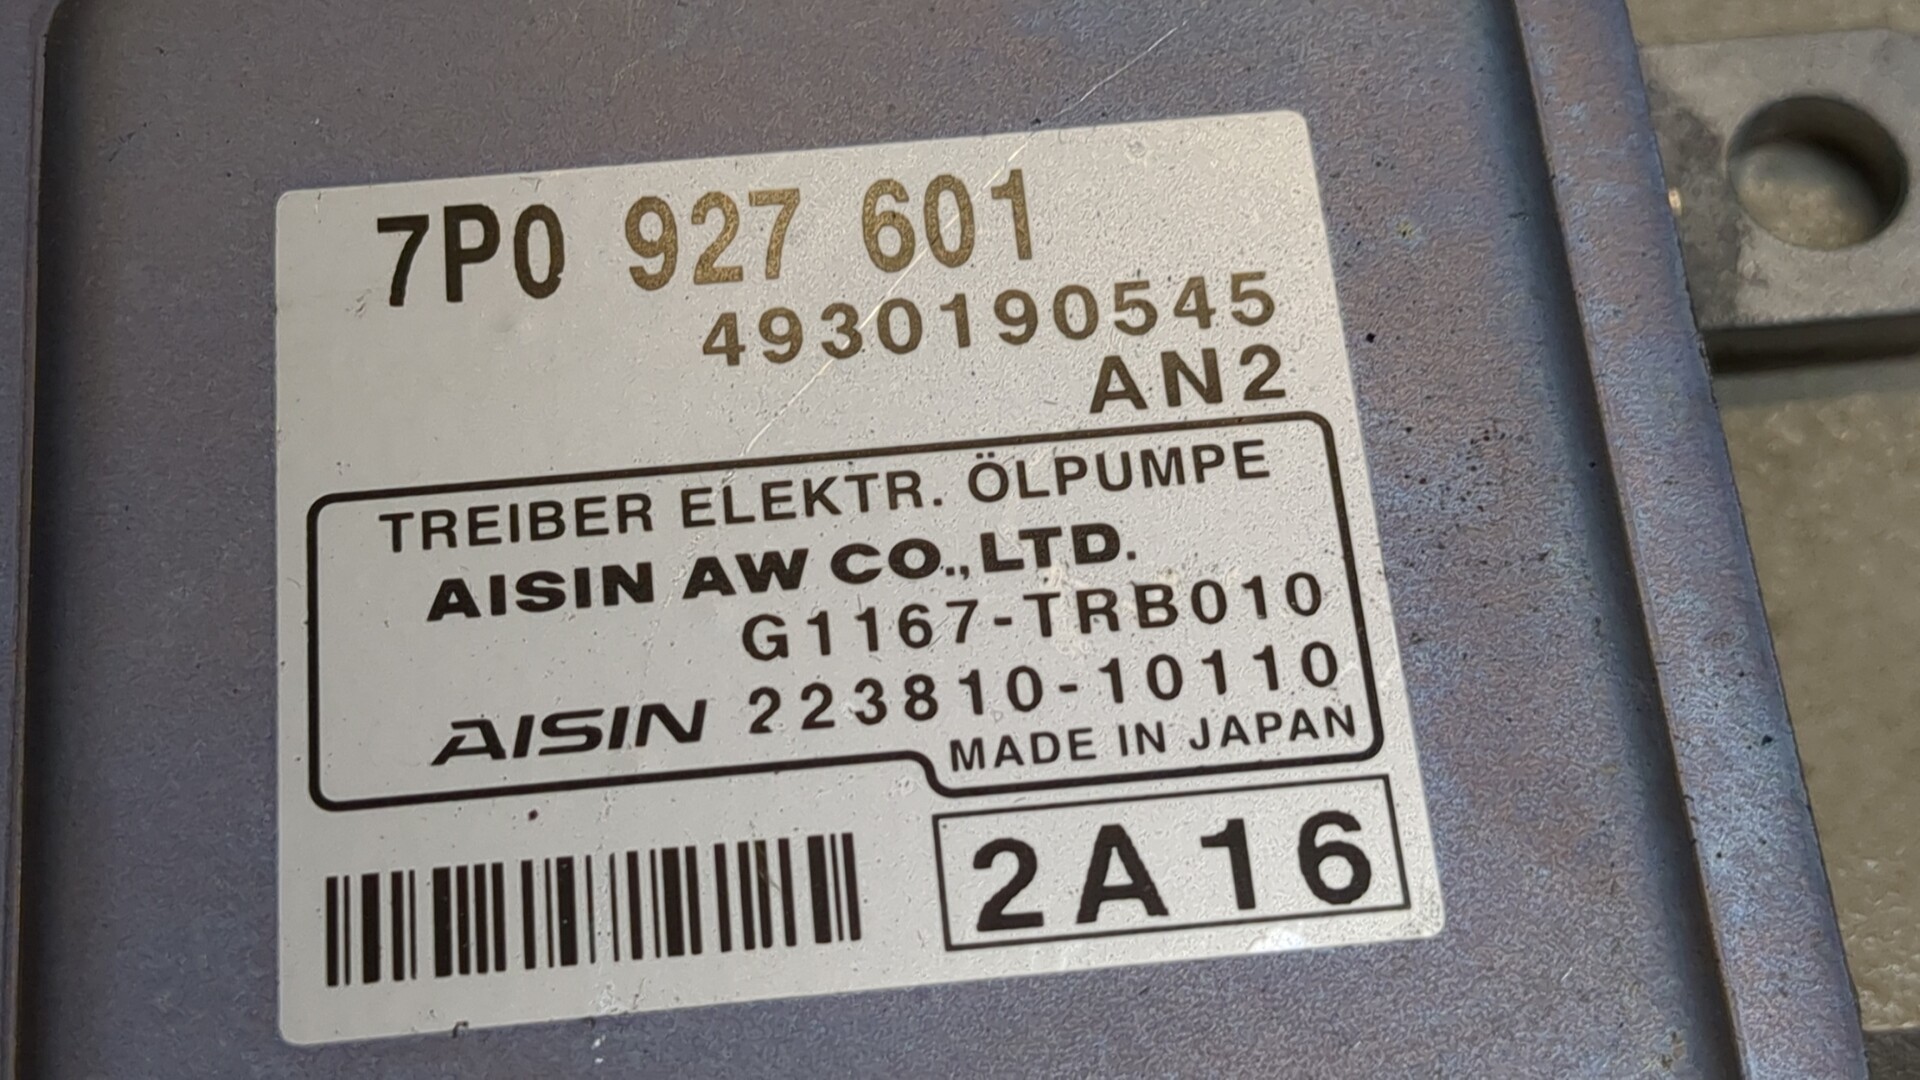 7P0 927 601
4930190545
AN2
TREIBER ELEKTR. ÖLPUMPE
AISIN AW CO.,LTD.
G1167-TRB010
AISIN 223810-10110
MADE IN JAPAN
2A16